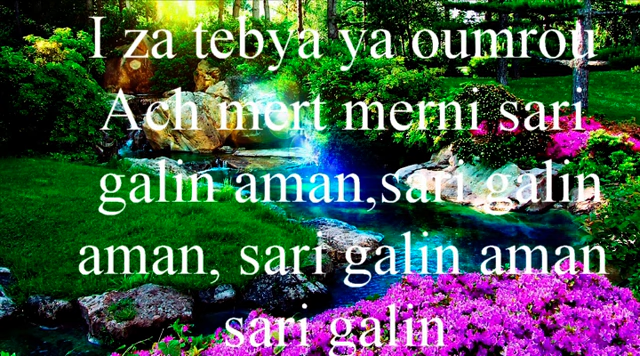 I za tebya ya oumrou
Ach mert merni sari
galin aman,sari galin
aman, sari galin aman
sari galin